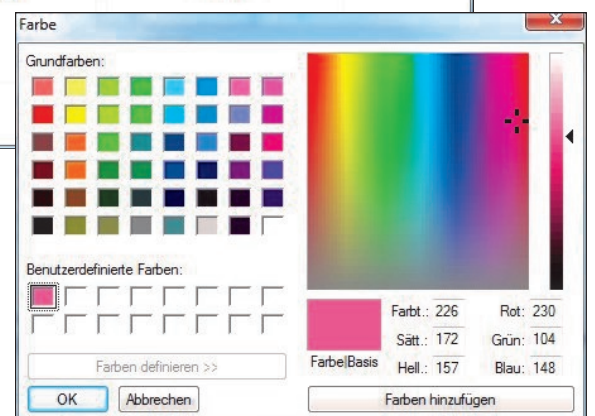 Farbe
Grundfarben:
Benutzerdefinierte Farben:
Farben definieren >>
OK Abbrechen
Farbe|Basis
Farbt.: 226 Rot: 230
Sätt.: 172 Grün: 104
Hell.: 157 Blau: 148
Farben hinzufügen